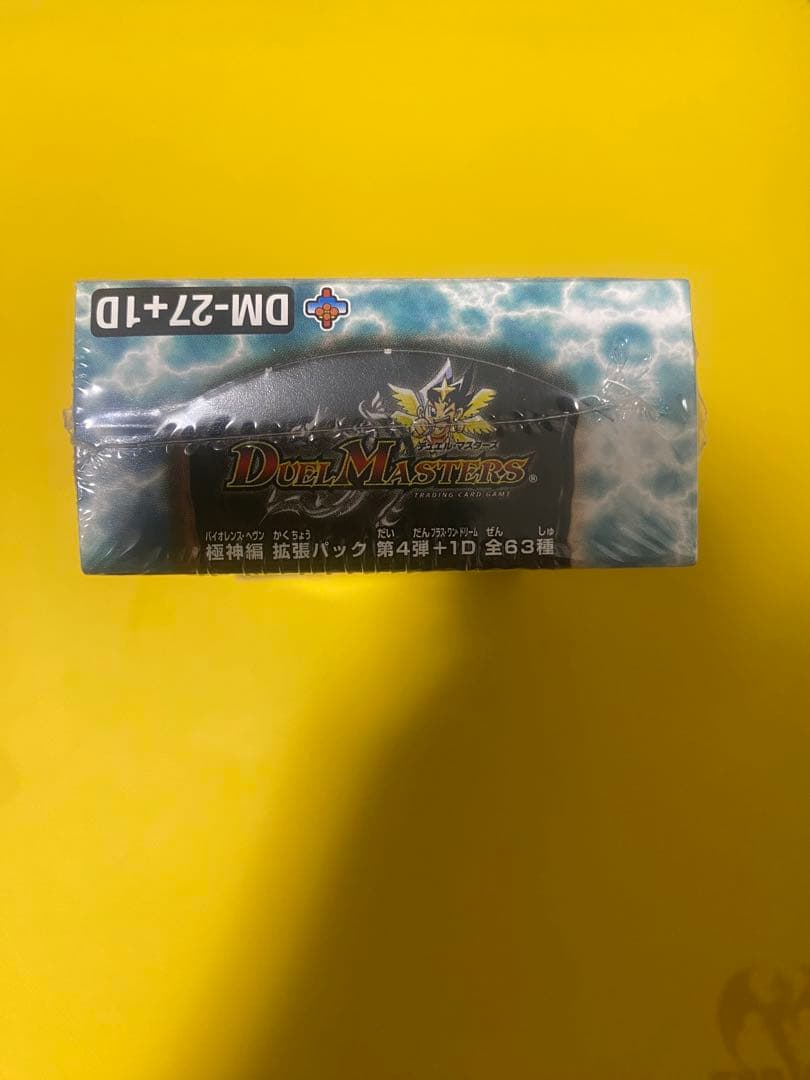 DM-27+1D
デュエル・マスターズ
DUEL MASTERS®
TRADING CARD GAME
バイオレンス・ヘヴン かくちょう だい だん プラス・ワン・ドリーム ぜん しゅ
極神編 拡張パック 第4弾+1D 全63種